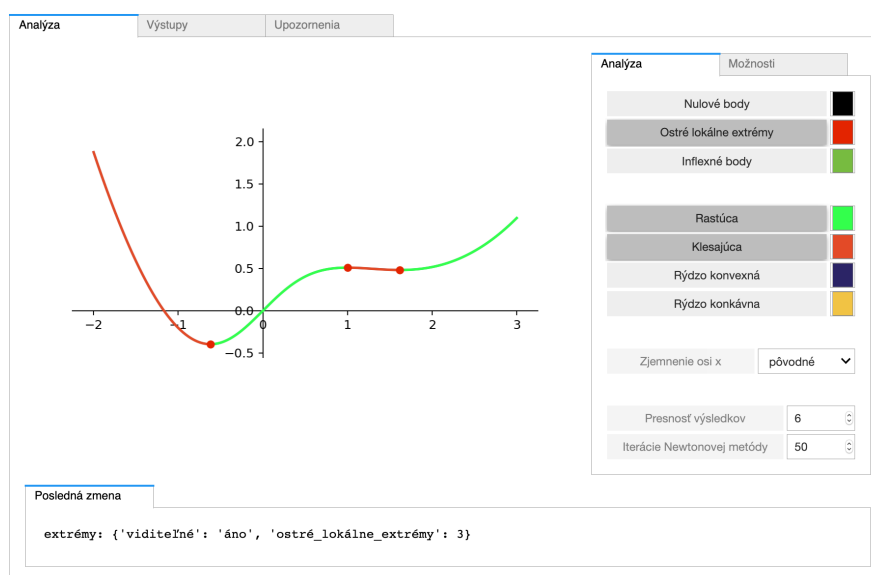 Analýza Výstupy Upozornenia
Analýza Možnosti
Nulové body
Ostré lokálne extrémy
Inflexné body
Rastúca
Klesajúca
Rýdzo konvexná
Rýdzo konkávna
Zjemnenie osi x pôvodné
Presnosť výsledkov 6
Iterácie Newtonovej metódy 50
2.0
1.5
1.0
0.5
0.0
−0.5
−2 −1 0 1 2 3
Posledná zmena
extrémy: {'viditeľné': 'áno', 'ostré_lokálne_extrémy': 3}